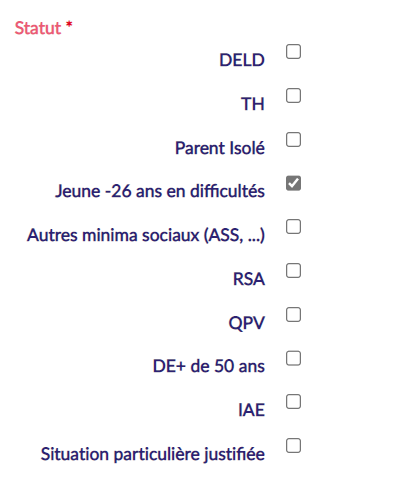 Statut *
DELD
TH
Parent Isolé
Jeune -26 ans en difficultés
Autres minima sociaux (ASS, ...)
RSA
QPV
DE+ de 50 ans
IAE
Situation particulière justifiée